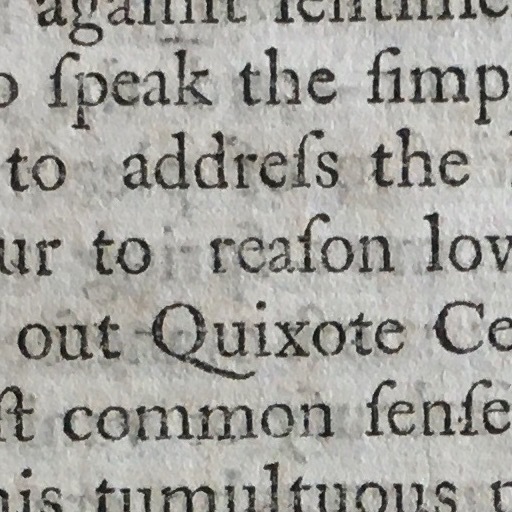 againſt
ſpeak the ſimp
to addreſs the
ur to reaſon lov
out Quixote Ce
ſt common ſenſe
his tumultuous